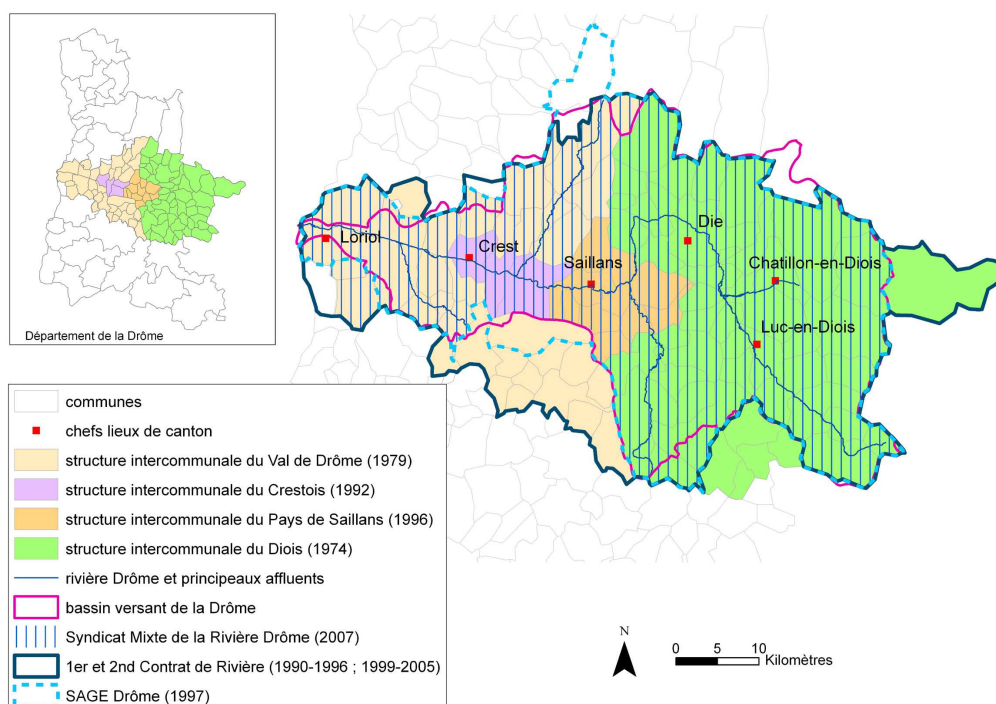 Département de la Drôme
Loriol
Crest
Saillans
Die
Chatillon-en-Diois
Luc-en-Diois
communes
chefs lieux de canton
structure intercommunale du Val de Drôme (1979)
structure intercommunale du Crestois (1992)
structure intercommunale du Pays de Saillans (1996)
structure intercommunale du Diois (1974)
rivière Drôme et principaux affluents
bassin versant de la Drôme
Syndicat Mixte de la Rivière Drôme (2007)
1er et 2nd Contrat de Rivière (1990-1996 ; 1999-2005)
SAGE Drôme (1997)
N
0 5 10
Kilomètres